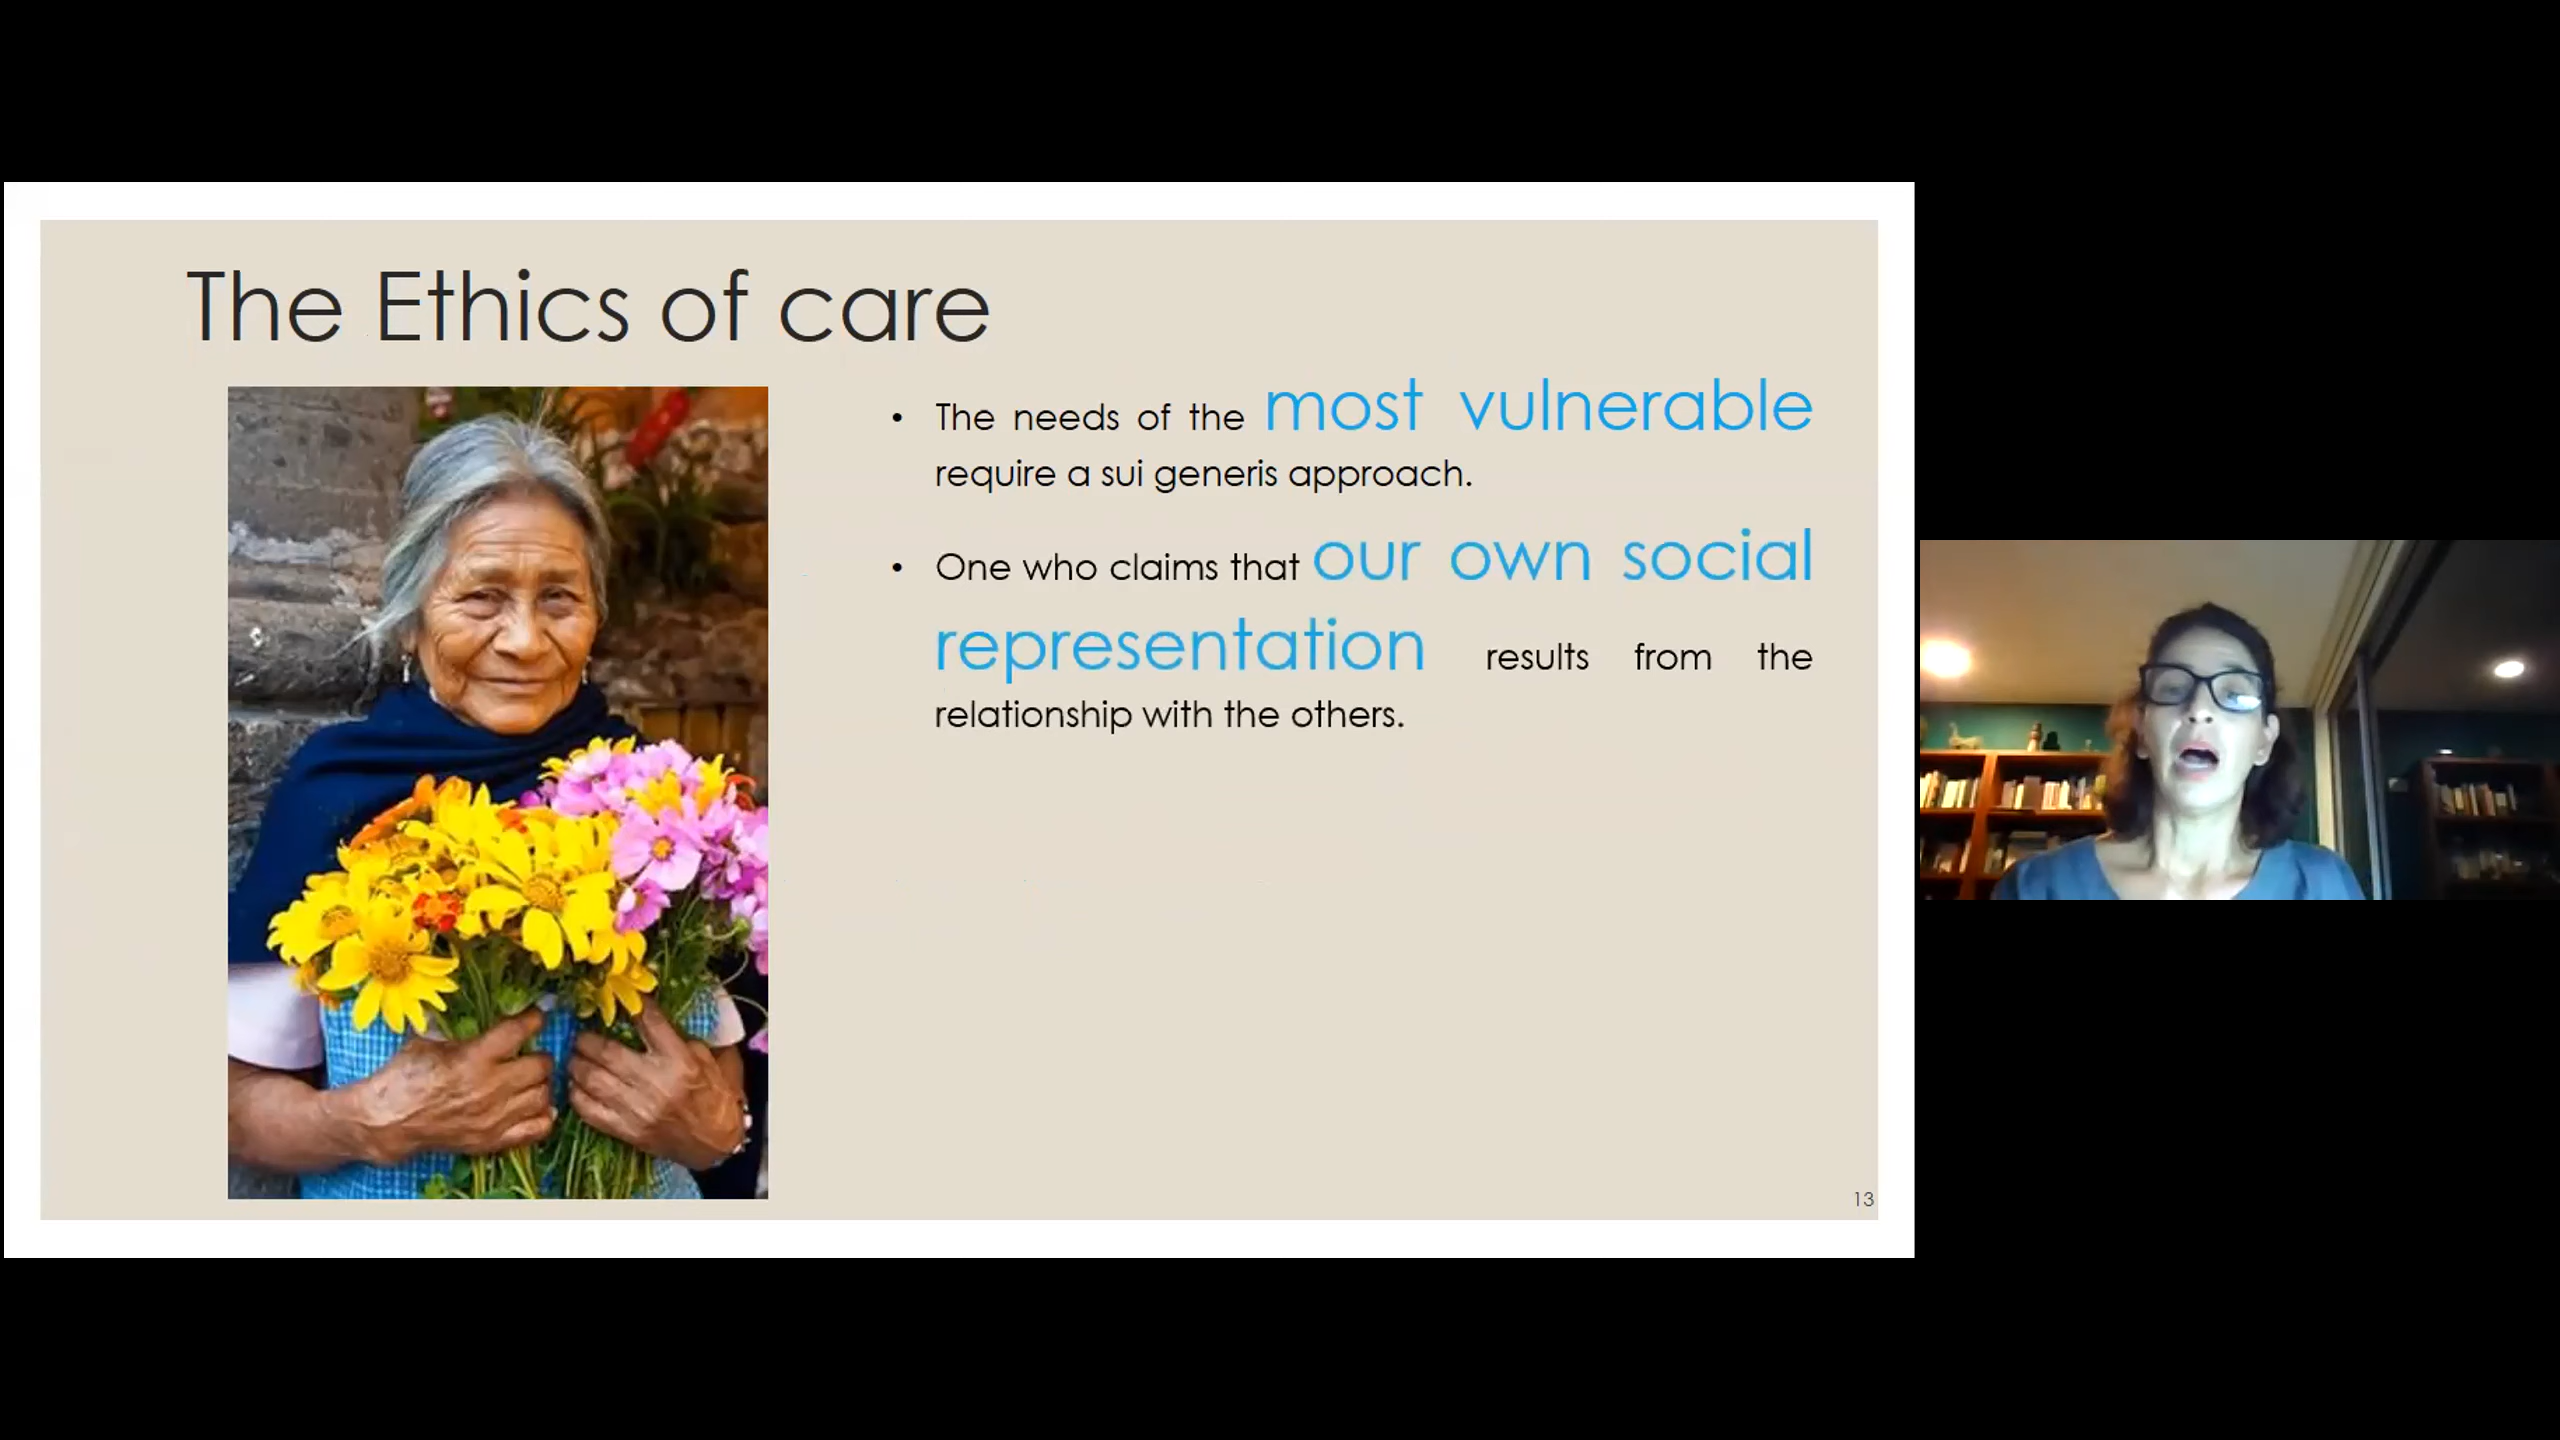 The Ethics of care
• The needs of the most vulnerable
require a sui generis approach.
• One who claims that our own social
representation results from the
relationship with the others.
13